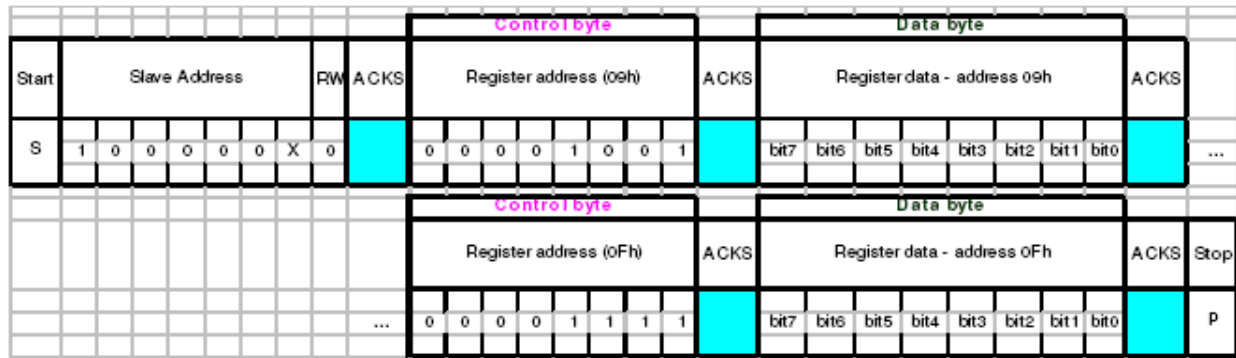 Control byte Data byte
Start Slave Address RW ACKS Register address (09h) ACKS Register data - address 09h ACKS
S 1 0 0 0 0 0 X 0 0 0 0 0 1 0 0 1 bit7 bit6 bit5 bit4 bit3 bit2 bit1 bit0 ...
Control byte Data byte
Register address (0Fh) ACKS Register data - address 0Fh ACKS Stop
... 0 0 0 0 1 1 1 1 bit7 bit6 bit5 bit4 bit3 bit2 bit1 bit0 P